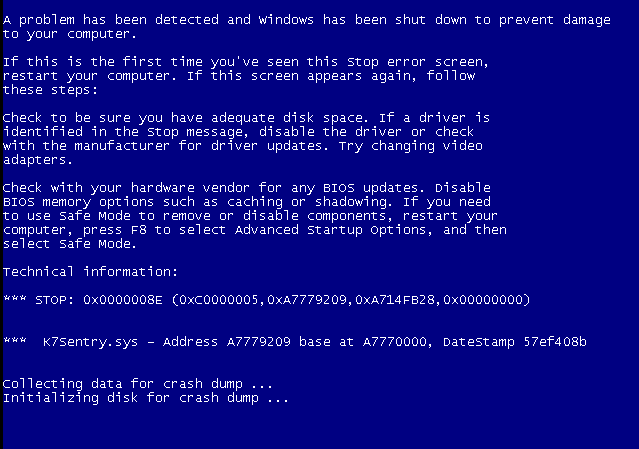 A problem has been detected and Windows has been shut down to prevent damage
to your computer.
If this is the first time you've seen this Stop error screen,
restart your computer. If this screen appears again, follow
these steps:
Check to be sure you have adequate disk space. If a driver is
identified in the Stop message, disable the driver or check
with the manufacturer for driver updates. Try changing video
adapters.
Check with your hardware vendor for any BIOS updates. Disable
BIOS memory options such as caching or shadowing. If you need
to use Safe Mode to remove or disable components, restart your
computer, press F8 to select Advanced Startup Options, and then
select Safe Mode.
Technical information:
*** STOP: 0x0000008E (0xC0000005,0xA7779209,0xA714FB28,0x00000000)
***  K7Sentry.sys - Address A7779209 base at A7770000, DateStamp 57ef408b
Collecting data for crash dump ...
Initializing disk for crash dump ...